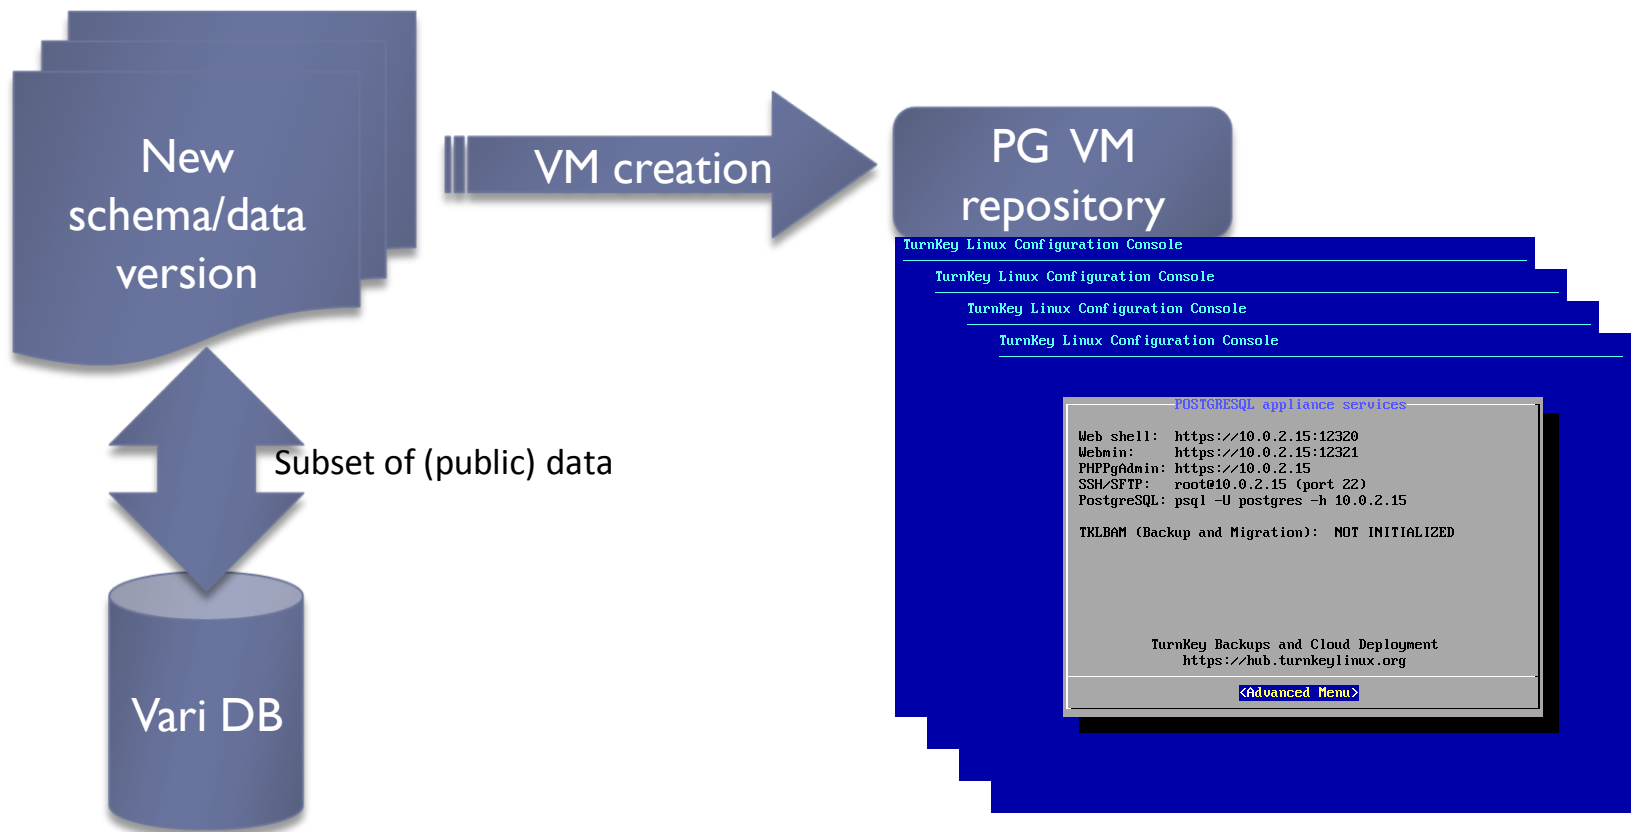 New
schema/data
version
VM creation
PG VM
repository
Subset of (public) data
Vari DB
TurnKey Linux Configuration Console
TurnKey Linux Configuration Console
TurnKey Linux Configuration Console
TurnKey Linux Configuration Console
POSTGRESQL appliance services
Web shell: https://10.0.2.15:12320
Webmin: https://10.0.2.15:12321
PHPPgAdmin: https://10.0.2.15
SSH/SFTP: root@10.0.2.15 (port 22)
PostgreSQL: psql -U postgres -h 10.0.2.15
TKLBAM (Backup and Migration): NOT INITIALIZED
TurnKey Backups and Cloud Deployment
https://hub.turnkeylinux.org
<Advanced Menu>